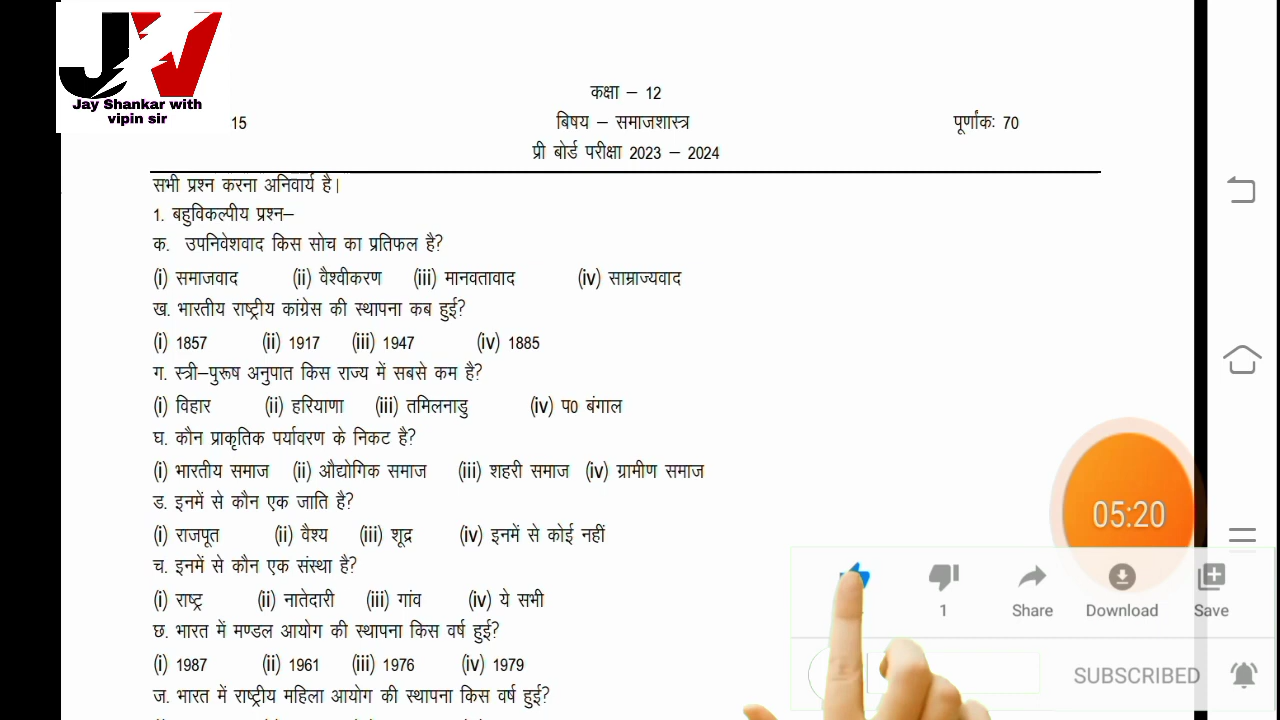 JV
Jay Shankar with
vipin sir
कक्षा – 12
15 बिषय – समाजशास्त्र पूर्णांकः 70
प्री बोर्ड परीक्षा 2023 – 2024
सभी प्रश्न करना अनिवार्य है।
1. बहुविकल्पीय प्रश्न–
क. उपनिवेशवाद किस सोच का प्रतिफल है?
(i) समाजवाद (ii) वैश्वीकरण (iii) मानवतावाद (iv) साम्राज्यवाद
ख. भारतीय राष्ट्रीय कांग्रेस की स्थापना कब हुई?
(i) 1857 (ii) 1917 (iii) 1947 (iv) 1885
ग. स्त्री–पुरूष अनुपात किस राज्य में सबसे कम है?
(i) विहार (ii) हरियाणा (iii) तमिलनाडु (iv) प0 बंगाल
घ. कौन प्राकृतिक पर्यावरण के निकट है?
(i) भारतीय समाज (ii) औद्योगिक समाज (iii) शहरी समाज (iv) ग्रामीण समाज
ड. इनमें से कौन एक जाति है?
(i) राजपूत (ii) वैश्य (iii) शूद्र (iv) इनमें से कोई नहीं
च. इनमें से कौन एक संस्था है?
(i) राष्ट्र (ii) नातेदारी (iii) गांव (iv) ये सभी
छ. भारत में मण्डल आयोग की स्थापना किस वर्ष हुई?
(i) 1987 (ii) 1961 (iii) 1976 (iv) 1979
ज. भारत में राष्ट्रीय महिला आयोग की स्थापना किस वर्ष हुई?
05:20
1 Share Download Save
SUBSCRIBED